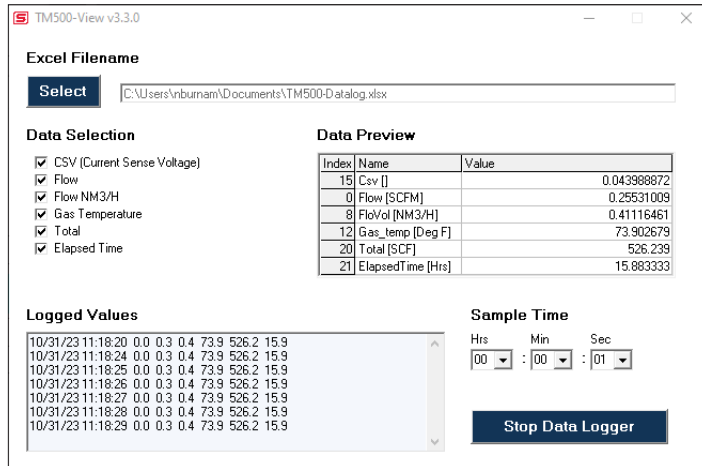 S TM500-View v3.3.0
Excel Filename
Select C:\Users\nburnam\Documents\TM500-Datalog.xlsx
Data Selection
CSV (Current Sense Voltage)
Flow
Flow NM3/H
Gas Temperature
Total
Elapsed Time
Data Preview
Index Name Value
15 Csv [] 0.043988872
0 Flow [SCFM] 0.25531009
8 FloVol [NM3/H] 0.41116461
12 Gas_temp [Deg F] 73.902679
20 Total [SCF] 526.239
21 ElapsedTime [Hrs] 15.883333
Logged Values
10/31/23 11:18:20 0.0 0.3 0.4 73.9 526.2 15.9
10/31/23 11:18:24 0.0 0.3 0.4 73.9 526.2 15.9
10/31/23 11:18:25 0.0 0.3 0.4 73.9 526.2 15.9
10/31/23 11:18:26 0.0 0.3 0.4 73.9 526.2 15.9
10/31/23 11:18:27 0.0 0.3 0.4 73.9 526.2 15.9
10/31/23 11:18:28 0.0 0.3 0.4 73.9 526.2 15.9
10/31/23 11:18:29 0.0 0.3 0.4 73.9 526.2 15.9
Sample Time
Hrs Min Sec
00 : 00 : 01
Stop Data Logger